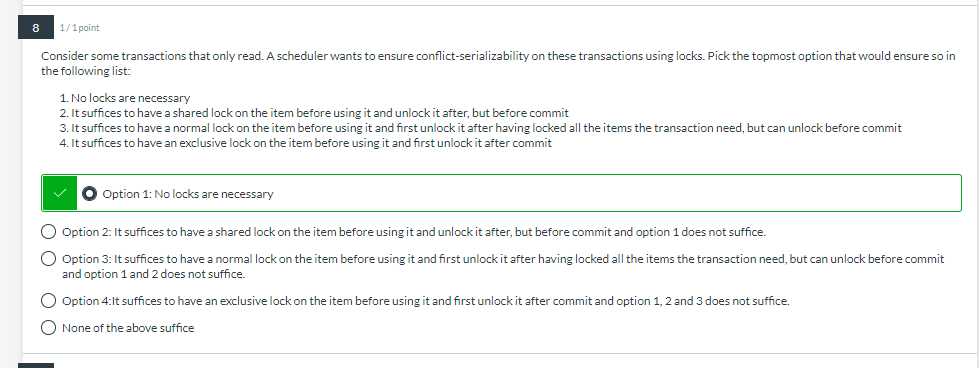 8 1/1 point
Consider some transactions that only read. A scheduler wants to ensure conflict-serializability on these transactions using locks. Pick the topmost option that would ensure so in
the following list:
1. No locks are necessary
2. It suffices to have a shared lock on the item before using it and unlock it after, but before commit
3. It suffices to have a normal lock on the item before using it and first unlock it after having locked all the items the transaction need, but can unlock before commit
4. It suffices to have an exclusive lock on the item before using it and first unlock it after commit
Option 1: No locks are necessary
Option 2: It suffices to have a shared lock on the item before using it and unlock it after, but before commit and option 1 does not suffice.
Option 3: It suffices to have a normal lock on the item before using it and first unlock it after having locked all the items the transaction need, but can unlock before commit
and option 1 and 2 does not suffice.
Option 4:It suffices to have an exclusive lock on the item before using it and first unlock it after commit and option 1, 2 and 3 does not suffice.
None of the above suffice